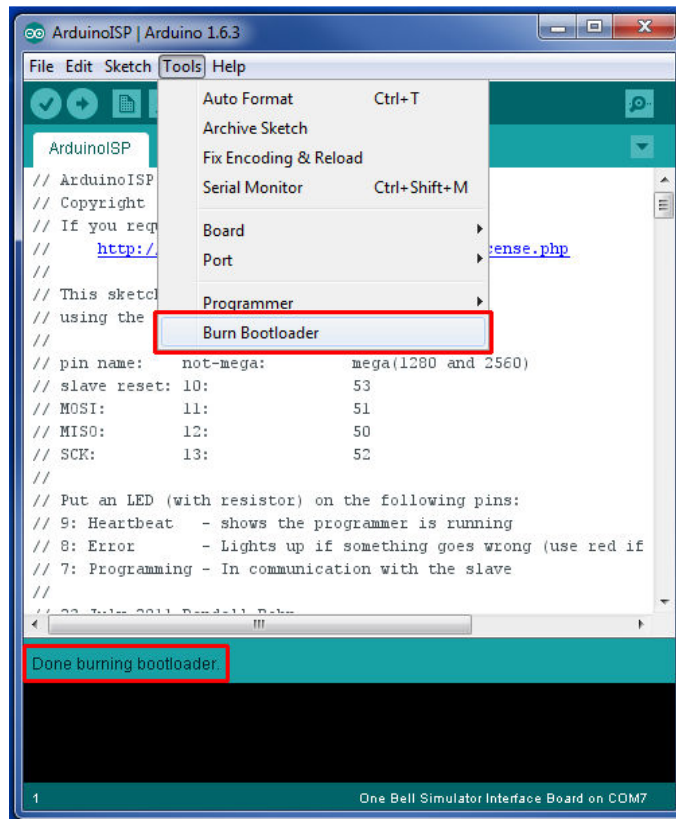 ArduinoISP | Arduino 1.6.3
File Edit Sketch Tools Help
Auto Format Ctrl+T
Archive Sketch
Fix Encoding & Reload
Serial Monitor Ctrl+Shift+M
Board
Port
Programmer
Burn Bootloader
ArduinoISP
// ArduinoISP
// Copyright
// If you requ
// http:/ ense.php
//
// This sketch
// using the
//
// pin name: not-mega: mega(1280 and 2560)
// slave reset: 10: 53
// MOSI: 11: 51
// MISO: 12: 50
// SCK: 13: 52
//
// Put an LED (with resistor) on the following pins:
// 9: Heartbeat - shows the programmer is running
// 8: Error - Lights up if something goes wrong (use red if
// 7: Programming - In communication with the slave
//
Done burning bootloader.
1 One Bell Simulator Interface Board on COM7